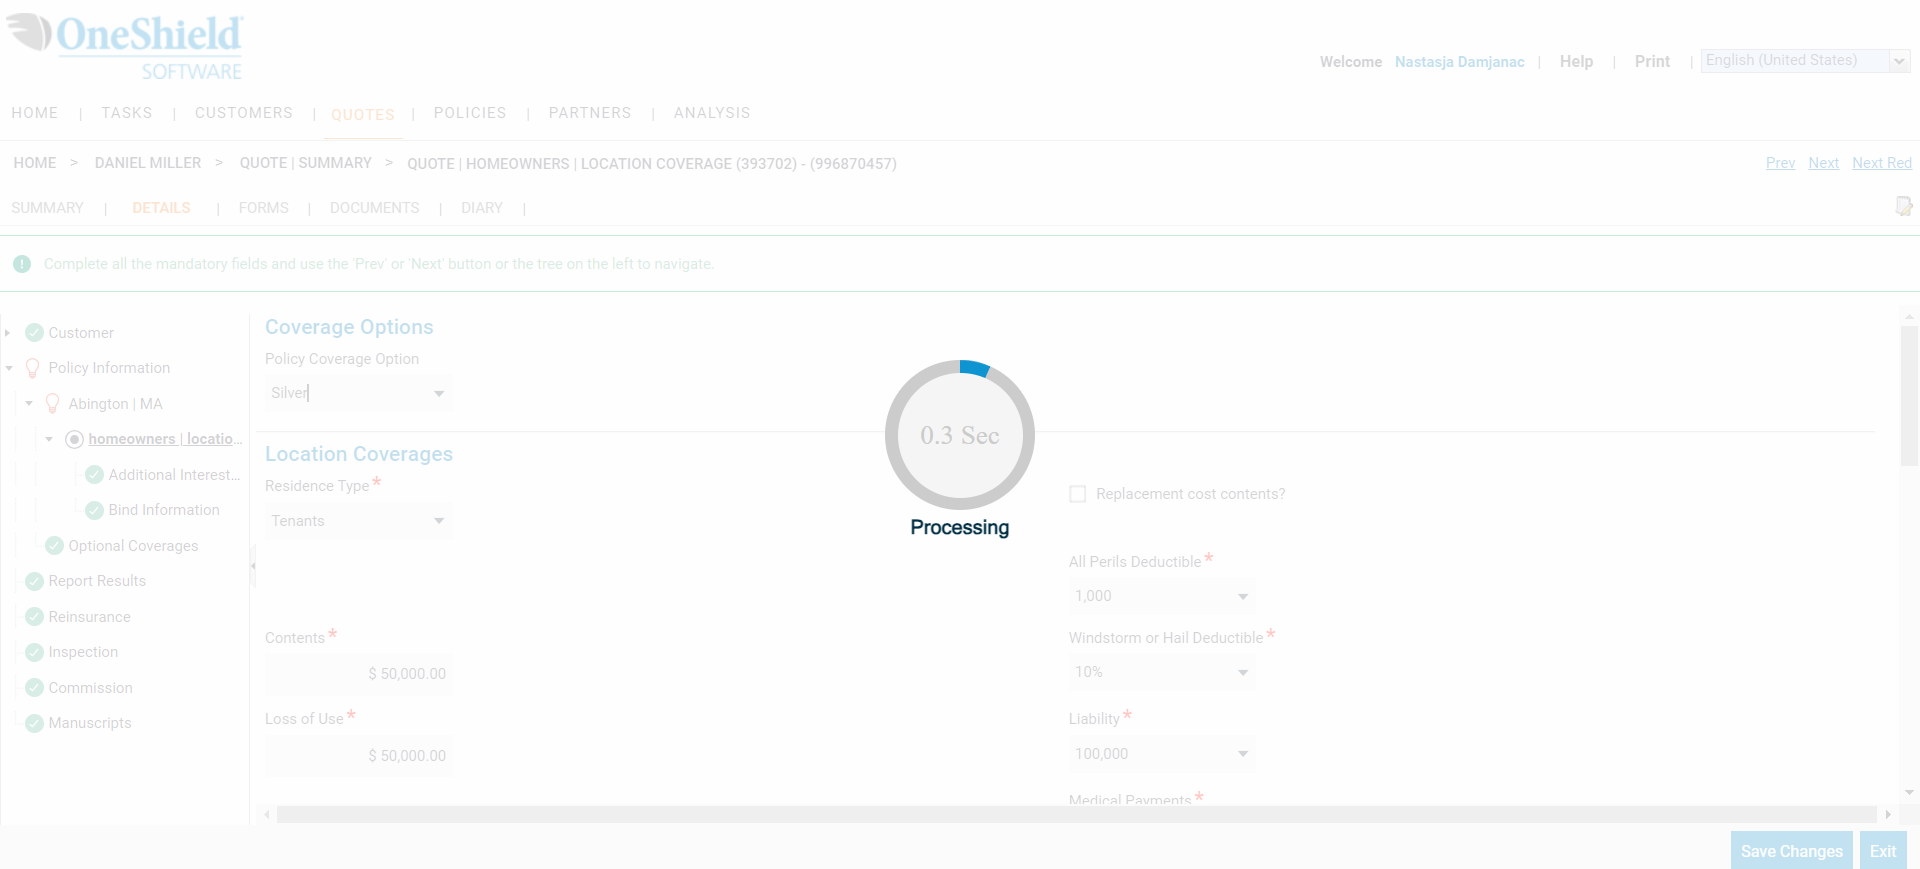 OneShield
SOFTWARE
Welcome Nastasja Damjanac | Help | Print | English (United States)
HOME | TASKS | CUSTOMERS | QUOTES | POLICIES | PARTNERS | ANALYSIS
HOME > DANIEL MILLER > QUOTE | SUMMARY > QUOTE | HOMEOWNERS | LOCATION COVERAGE (393702) - (996870457)
Prev Next Next Red
SUMMARY | DETAILS | FORMS | DOCUMENTS | DIARY |
Complete all the mandatory fields and use the 'Prev' or 'Next' button or the tree on the left to navigate.
Customer
Policy Information
Abington | MA
homeowners | locatio...
Additional Interest...
Bind Information
Optional Coverages
Report Results
Reinsurance
Inspection
Commission
Manuscripts
Coverage Options
Policy Coverage Option
Silver
Location Coverages
Residence Type *
Tenants
Replacement cost contents?
All Perils Deductible *
1,000
Contents *
$ 50,000.00
Windstorm or Hail Deductible *
10%
Loss of Use *
$ 50,000.00
Liability *
100,000
Medical Payments *
0.3 Sec
Processing
Save Changes
Exit